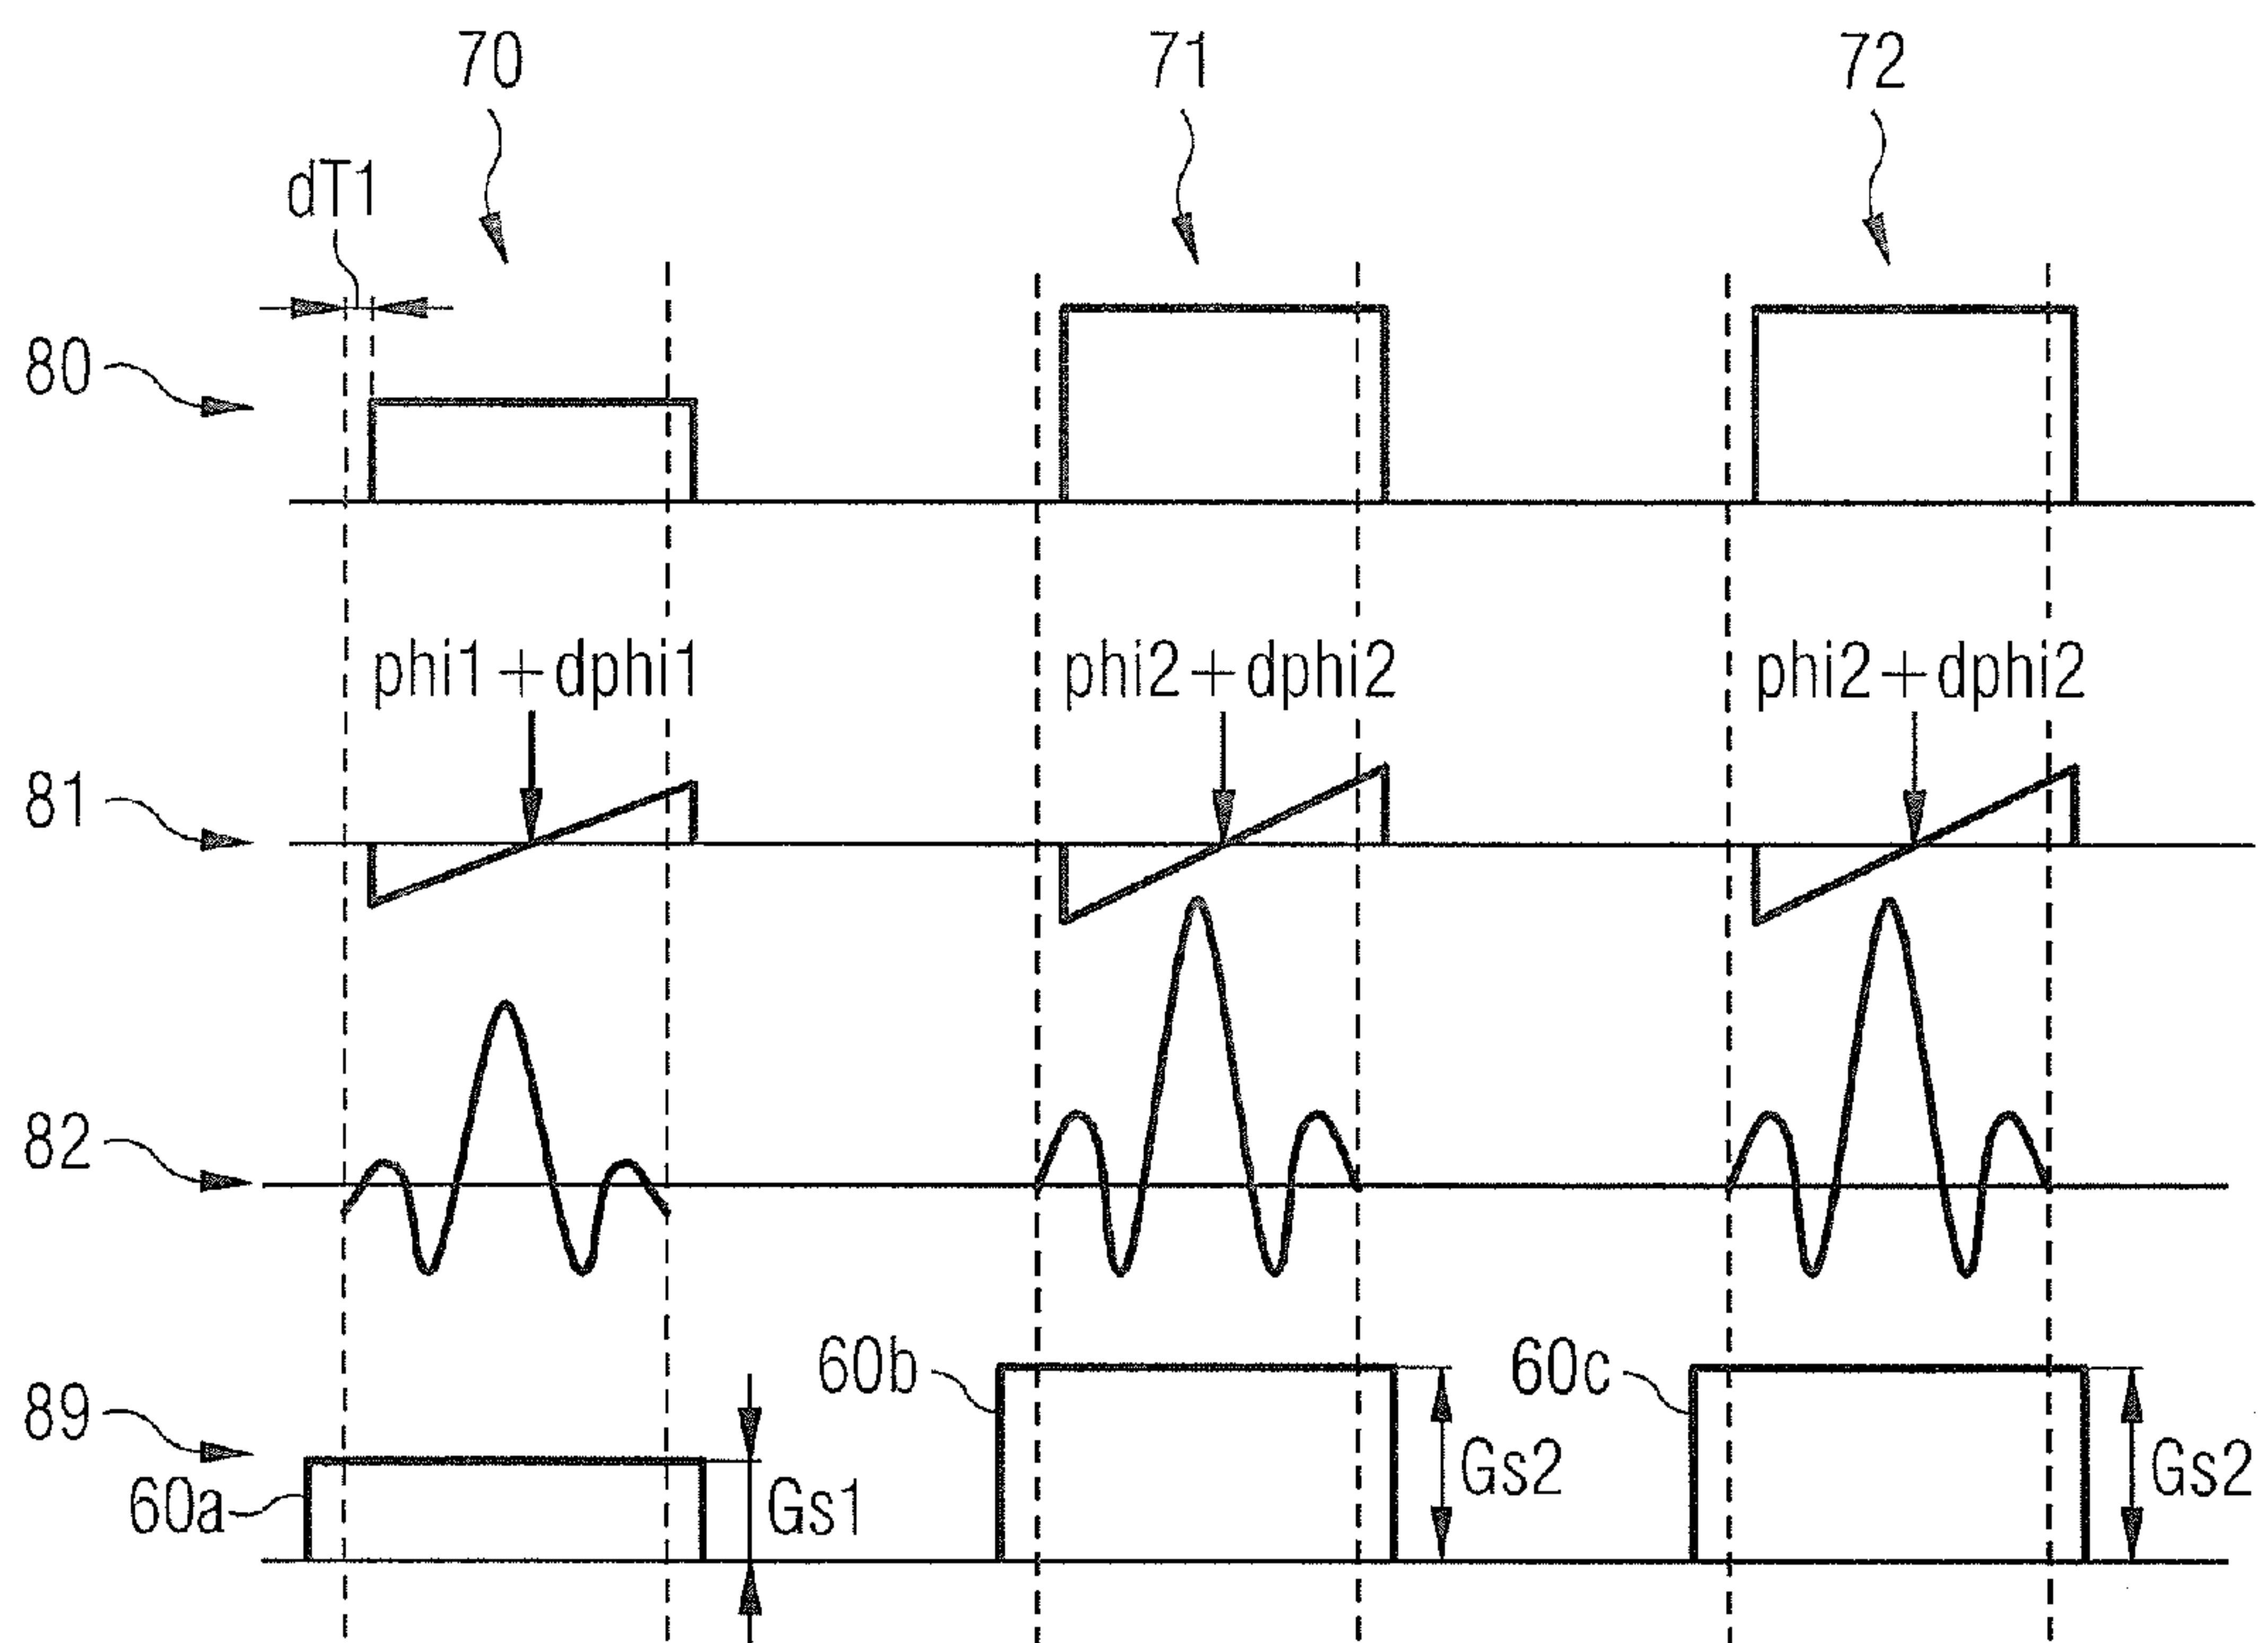 70 71 72
dT1
80
phi1+dphi1 phi2+dphi2 phi2+dphi2
81
82
60b 60c
89
Gs2 Gs2
60a Gs1